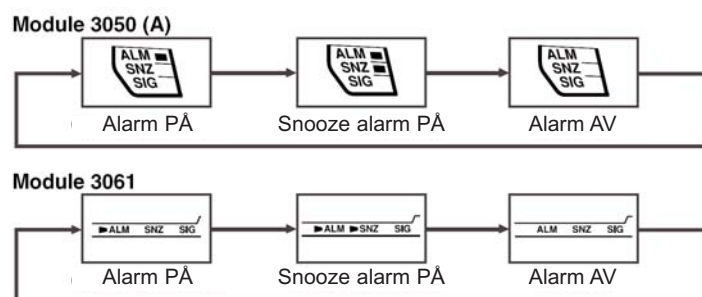 Module 3050 (A)
ALM
SNZ
SIG
ALM
SNZ
SIG
ALM
SNZ
SIG
Alarm PÅ
Snooze alarm PÅ
Alarm AV
Module 3061
ALM SNZ SIG
ALM SNZ SIG
ALM SNZ SIG
Alarm PÅ
Snooze alarm PÅ
Alarm AV